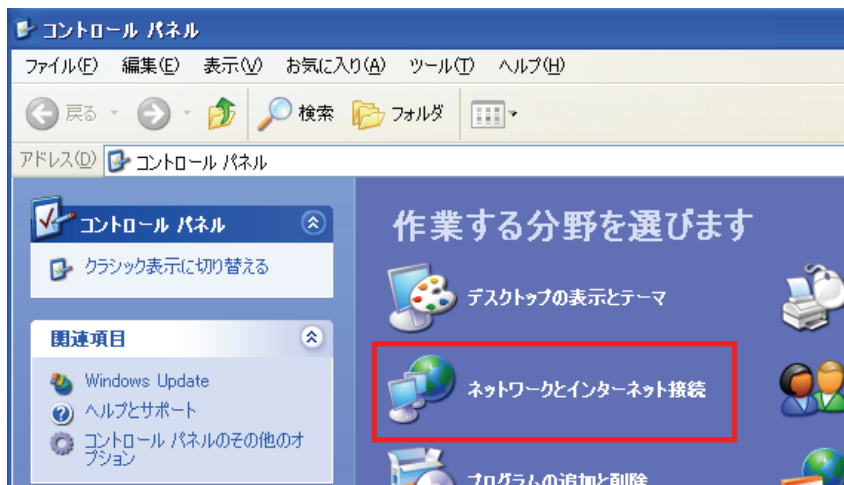 コントロール パネル
ファイル(F) 編集(E) 表示(V) お気に入り(A) ツール(T) ヘルプ(H)
戻る 検索 フォルダ
アドレス(D) コントロール パネル
コントロール パネル
クラシック表示に切り替える
関連項目
Windows Update
ヘルプとサポート
コントロール パネルのその他のオ
プション
作業する分野を選びます
デスクトップの表示とテーマ
ネットワークとインターネット接続
プログラムの追加と削除